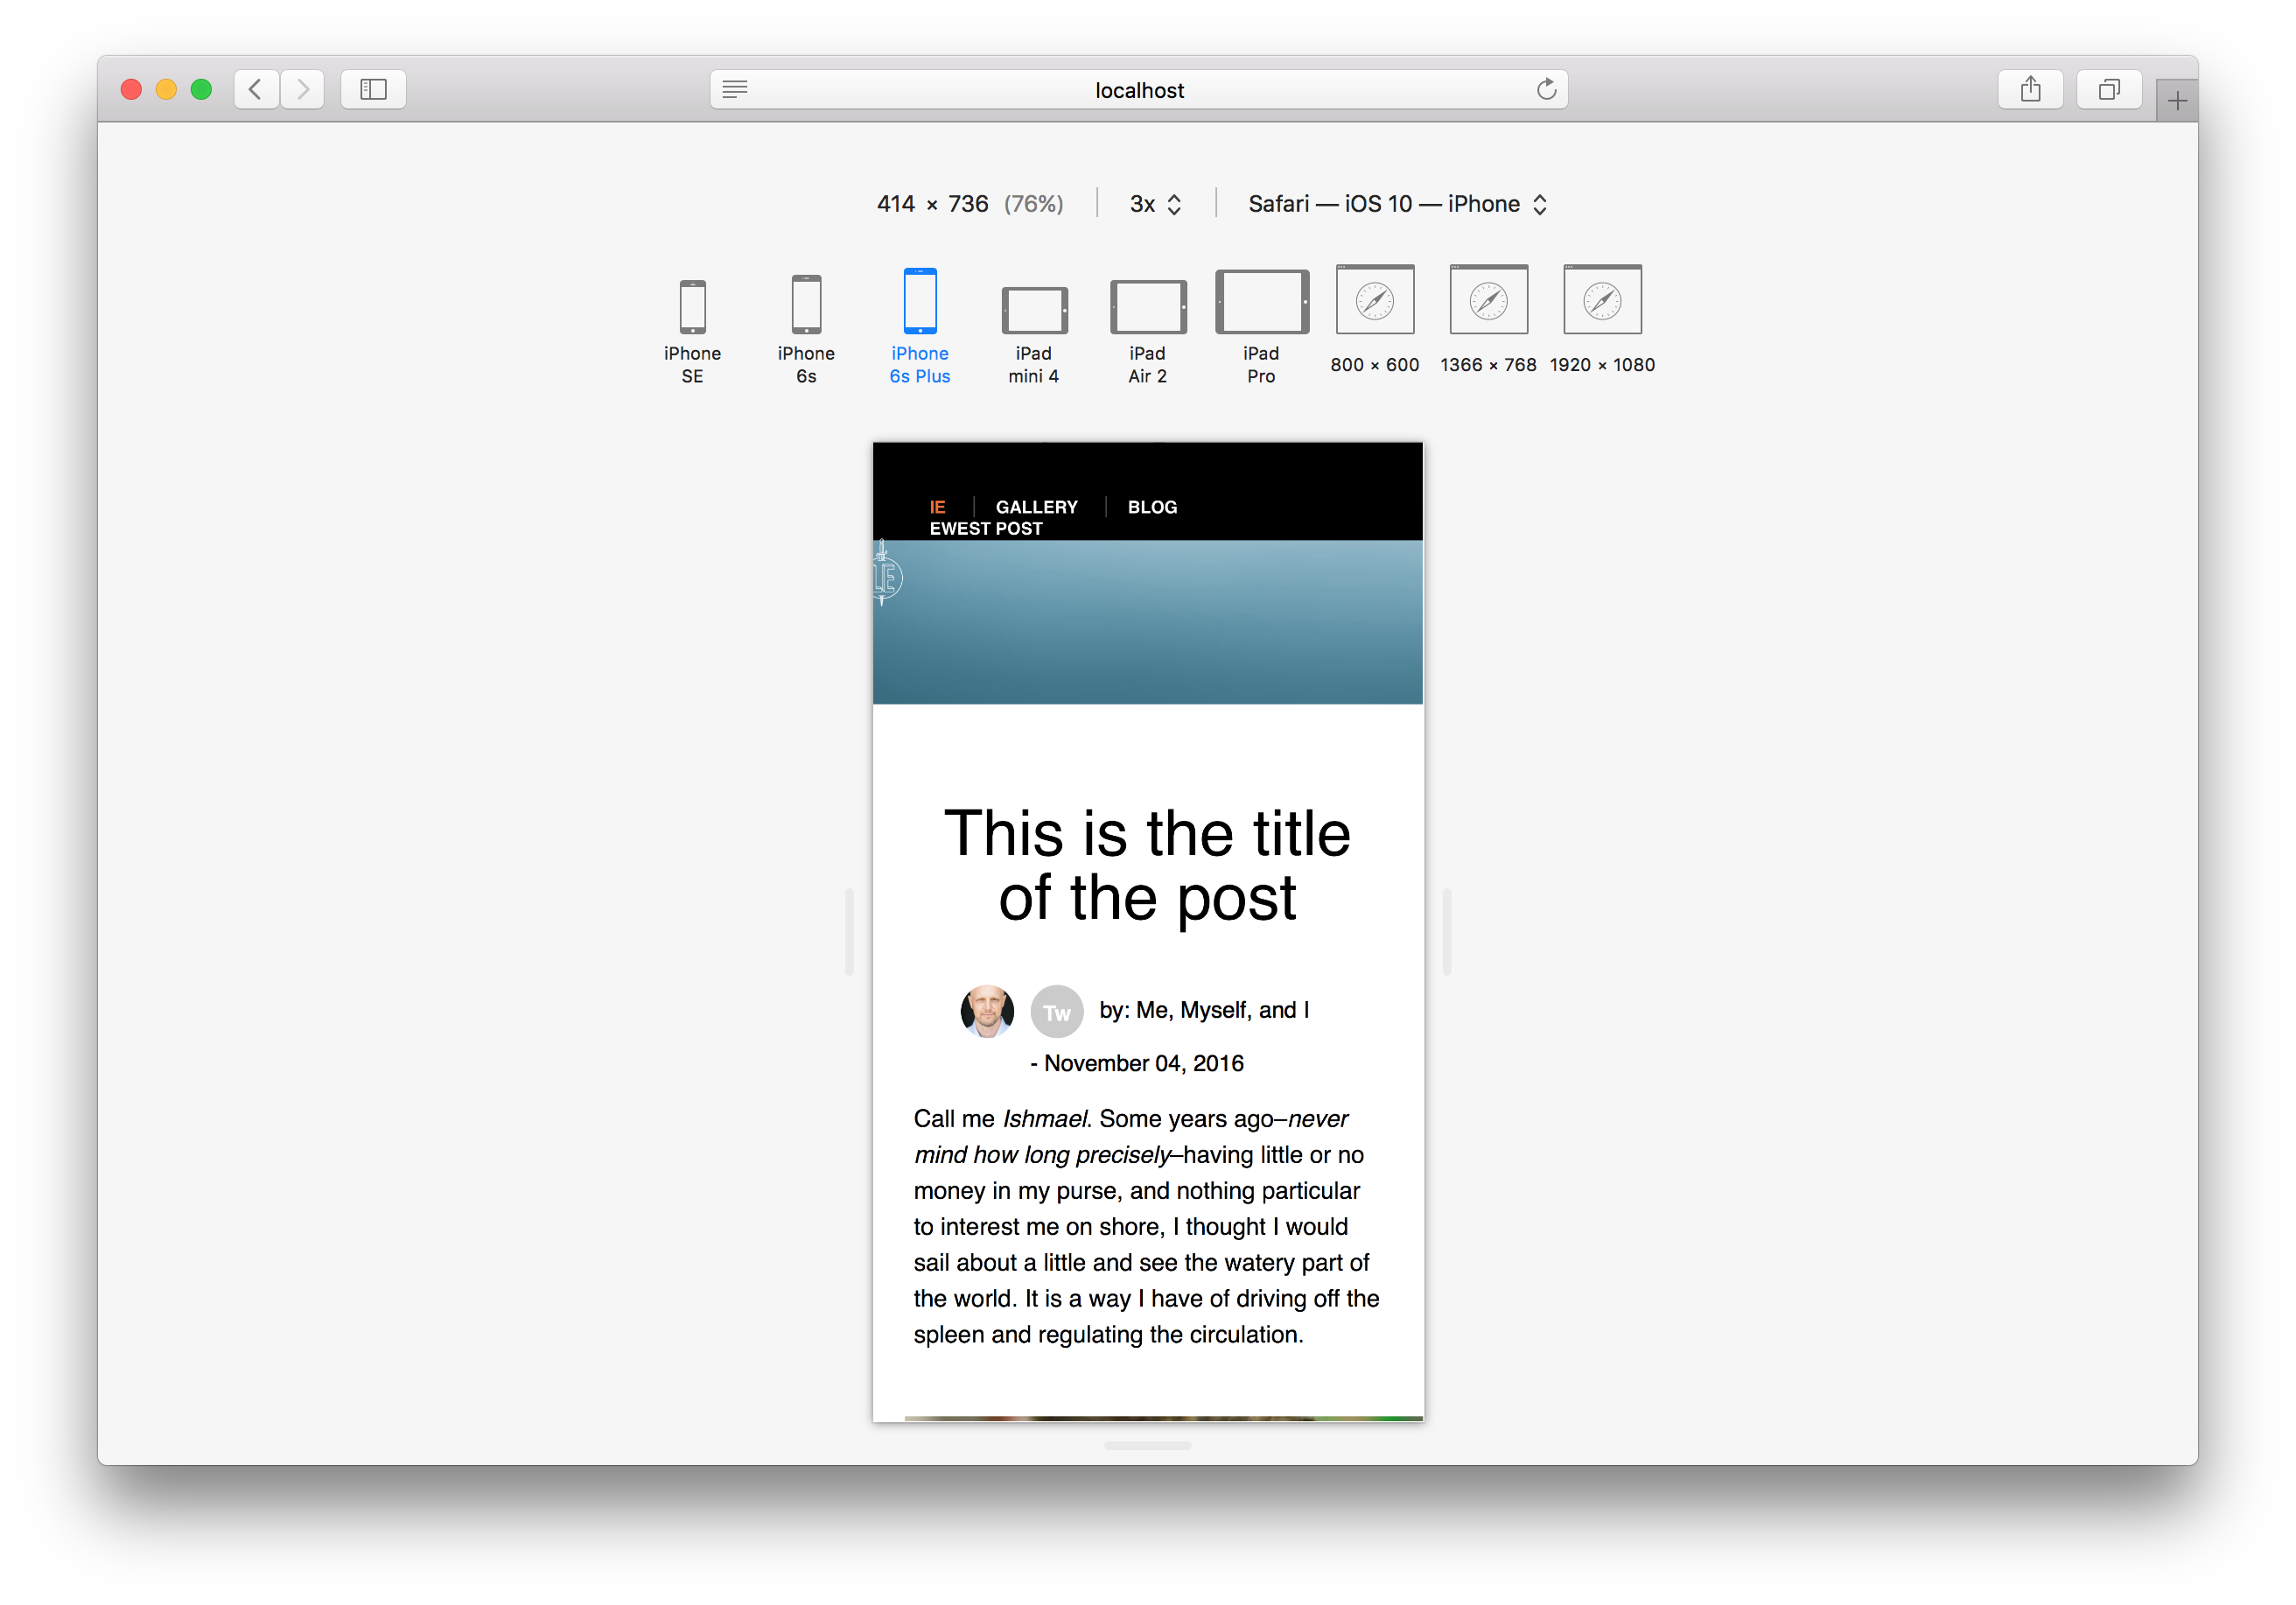 localhost
414 × 736 (76%) 3x Safari — iOS 10 — iPhone
iPhone SE
iPhone 6s
iPhone 6s Plus
iPad mini 4
iPad Air 2
iPad Pro
800 × 600
1366 × 768
1920 × 1080
IE GALLERY BLOG
EWEST POST
LE
This is the title
of the post
Tw by: Me, Myself, and I
- November 04, 2016
Call me Ishmael. Some years ago–never
mind how long precisely–having little or no
money in my purse, and nothing particular
to interest me on shore, I thought I would
sail about a little and see the watery part of
the world. It is a way I have of driving off the
spleen and regulating the circulation.